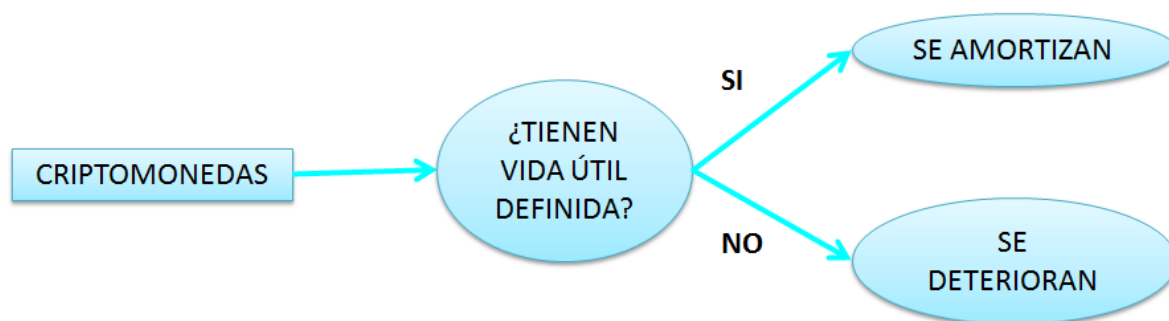 CRIPTOMONEDAS
¿TIENEN
VIDA ÚTIL
DEFINIDA?
SI
SE AMORTIZAN
NO
SE
DETERIORAN